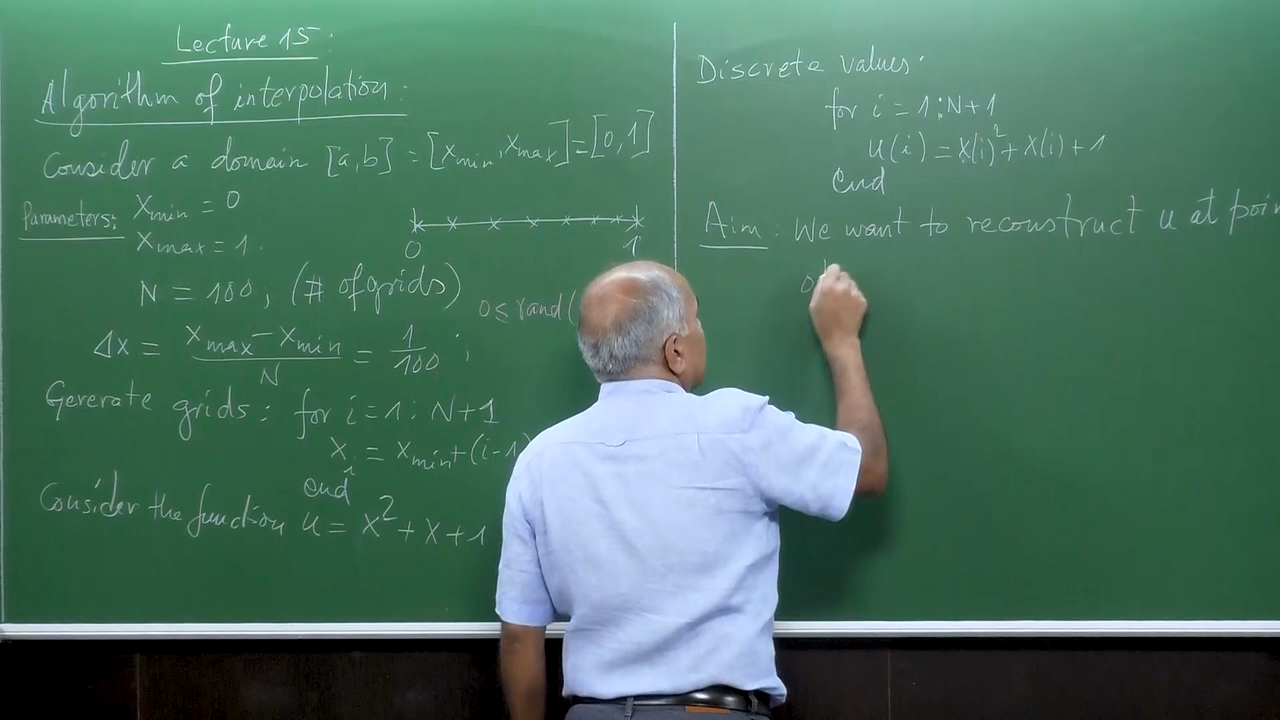 Lecture 15:
Algorithm of interpolation:
Consider a domain [a,b] = [xmin, xmax] = [0,1]
Parameters: xmin = 0
xmax = 1.
0 1
N = 100, (# of grids)
0 ≤ rand(
Δx = (xmax - xmin)/N = 1/100;
Gererate grids: for i=1:N+1
xi = xmin+(i-1)
end
Consider the function u = x²+x+1
Discrete values:
for i = 1:N+1
u(i) = x(i)²+x(i)+1
end
Aim: We want to reconstruct u at